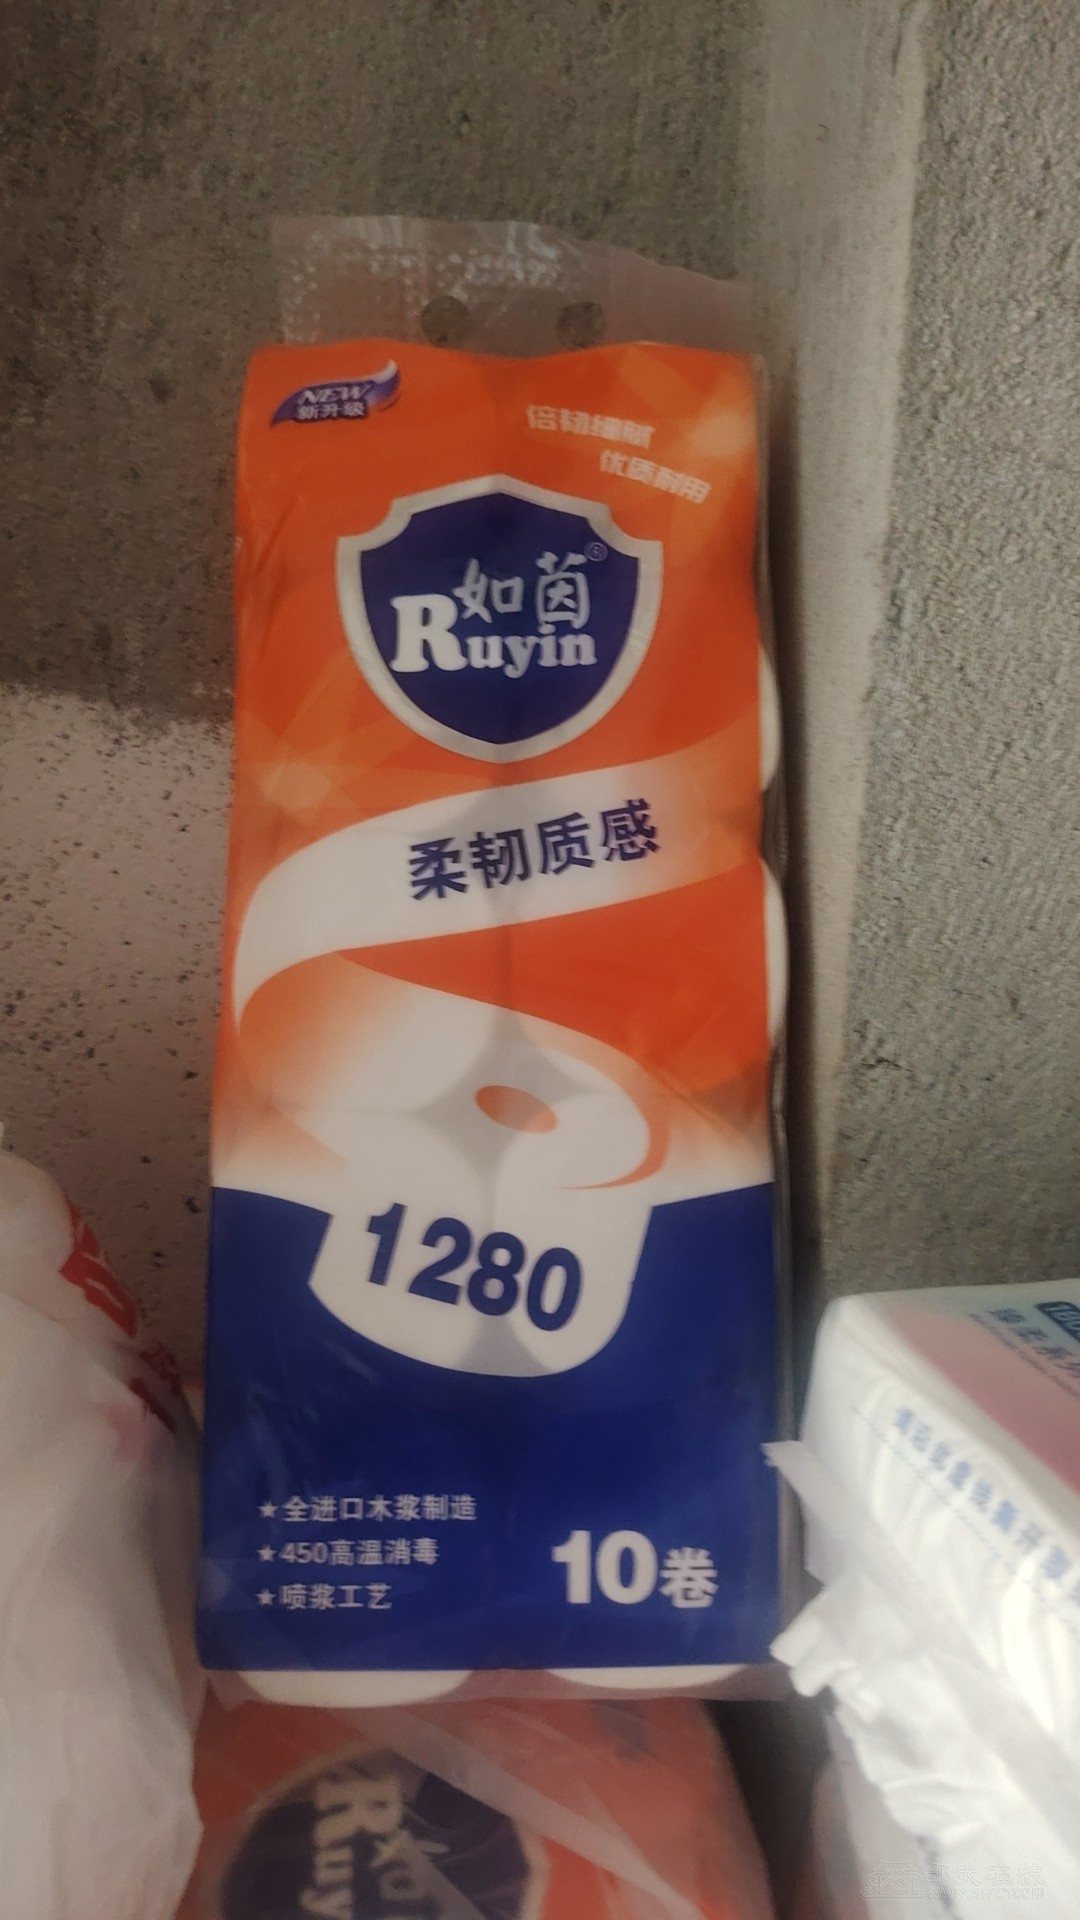 NEW
新升级
倍韧细腻
优质耐用
如茵®
Ruyin
柔韧质感
1280
★全进口木浆制造
★450高温消毒
★喷浆工艺
10卷
Ruy